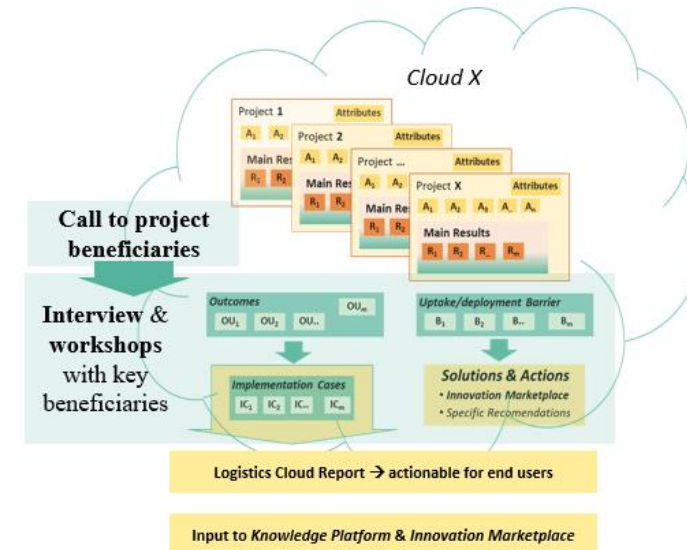 Cloud X
Project 1
Attributes
A1 A2
Main Results
R1 R2
Project 2
Attributes
A1 A2
Main Res
R1 R2
Project ...
Attributes
A1 A2
Main Res
R1 R2
Project X
Attributes
A1 A2 A3 A.. An
Main Results
R1 R2 R.. Rm
Call to project
beneficiaries
Interview &
workshops
with key
beneficiaries
Outcomes
OU1 OU2 OU.. OUm
Uptake/deployment Barrier
B1 B2 B.. Bm
Implementation Cases
IC1 IC2 IC... ICm
Solutions & Actions
• Innovation Marketplace
• Specific Recomendations
Logistics Cloud Report → actionable for end users
Input to Knowledge Platform & Innovation Marketplace